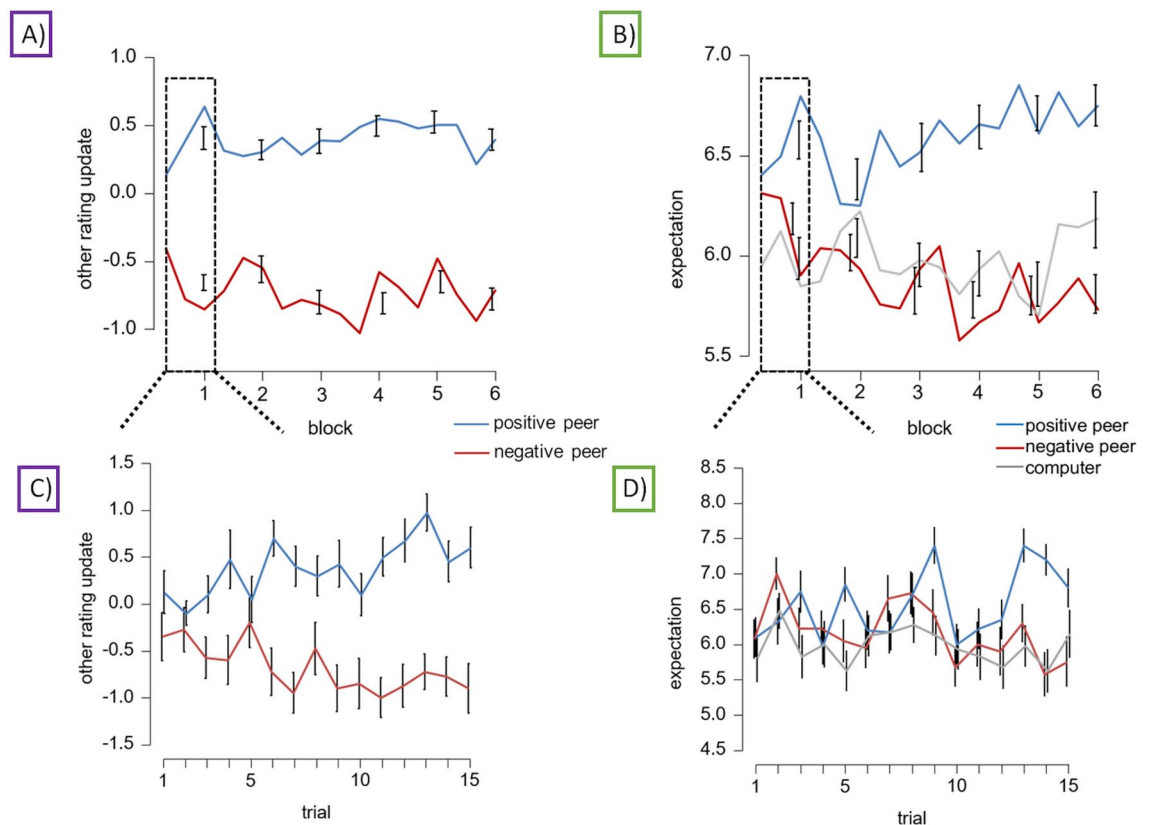 A)
1.0
0.5
0.0
-0.5
-1.0
other rating update
1 2 3 4 5 6
block
B)
7.0
6.5
6.0
5.5
expectation
1 2 3 4 5 6
block
positive peer
negative peer
positive peer
negative peer
computer
C)
1.5
1.0
0.5
0.0
-0.5
-1.0
-1.5
other rating update
1 5 10 15
trial
D)
8.5
8.0
7.5
7.0
6.5
6.0
5.5
5.0
4.5
expectation
1 5 10 15
trial